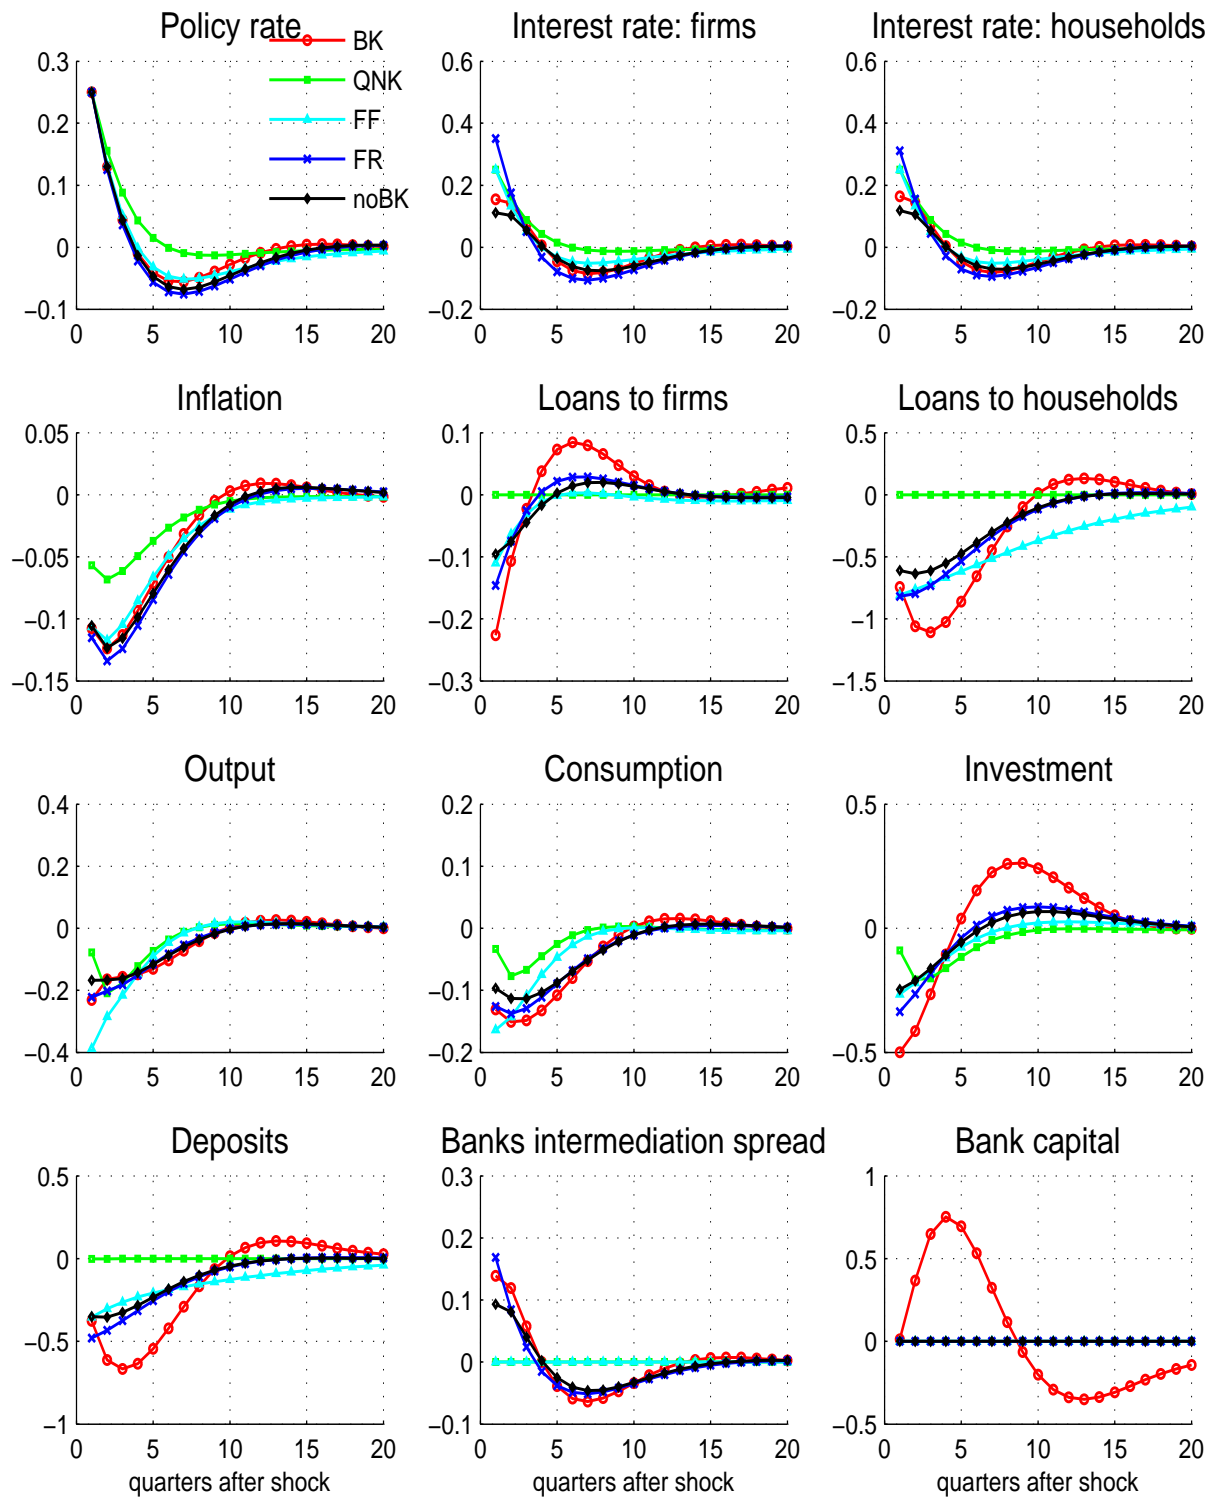 Policy rate
BK
QNK
FF
FR
noBK
0.3
0.2
0.1
0
−0.1
0 5 10 15 20
Interest rate: firms
0.6
0.4
0.2
0
−0.2
0 5 10 15 20
Interest rate: households
0.6
0.4
0.2
0
−0.2
0 5 10 15 20
Inflation
0.05
0
−0.05
−0.1
−0.15
0 5 10 15 20
Loans to firms
0.1
0
−0.1
−0.2
−0.3
0 5 10 15 20
Loans to households
0.5
0
−0.5
−1
−1.5
0 5 10 15 20
Output
0.4
0.2
0
−0.2
−0.4
0 5 10 15 20
Consumption
0.2
0.1
0
−0.1
−0.2
0 5 10 15 20
Investment
0.5
0
−0.5
0 5 10 15 20
Deposits
0.5
0
−0.5
−1
0 5 10 15 20
quarters after shock
Banks intermediation spread
0.3
0.2
0.1
0
−0.1
0 5 10 15 20
quarters after shock
Bank capital
1
0.5
0
−0.5
0 5 10 15 20
quarters after shock